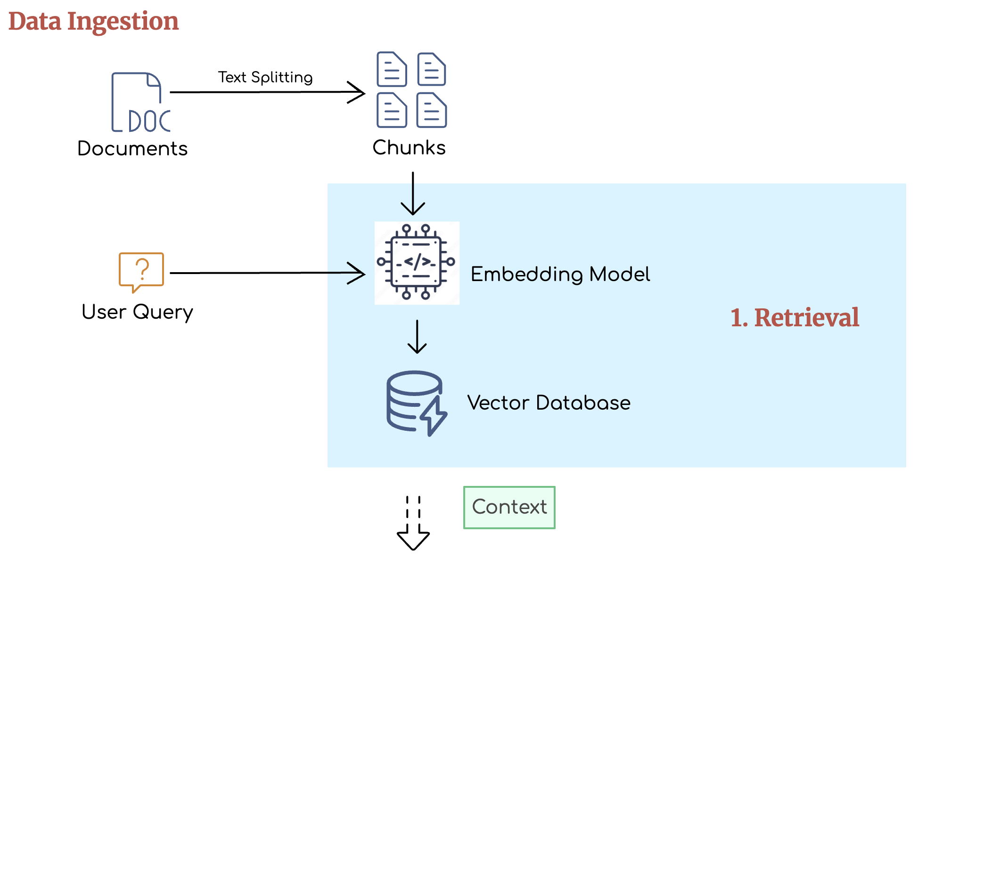 Data Ingestion
Text Splitting
DOC
Documents
Chunks
</>
Embedding Model
?
User Query
1. Retrieval
Vector Database
Context